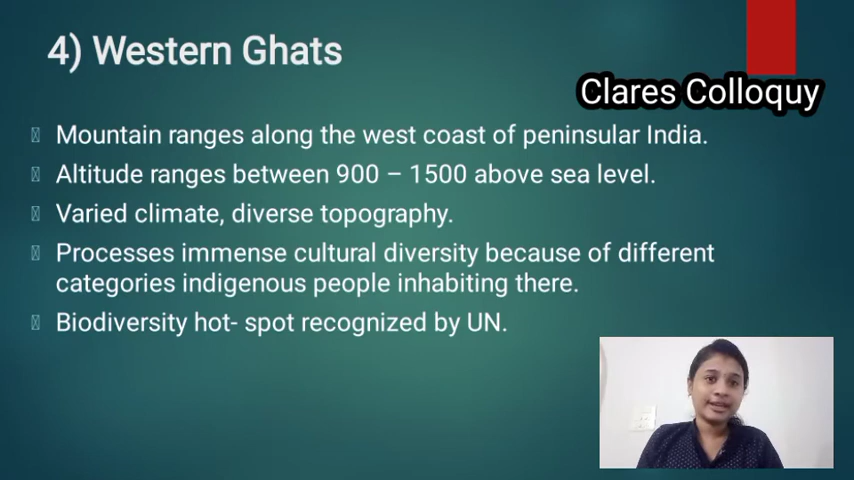 4) Western Ghats
Clares Colloquy
Mountain ranges along the west coast of peninsular India.
Altitude ranges between 900 – 1500 above sea level.
Varied climate, diverse topography.
Processes immense cultural diversity because of different
categories indigenous people inhabiting there.
Biodiversity hot- spot recognized by UN.